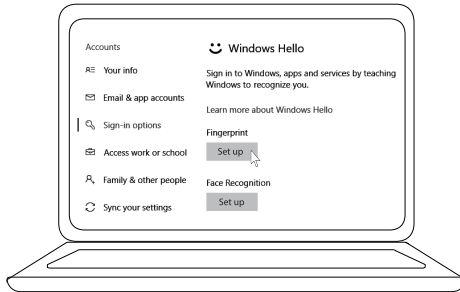 Accounts
Your info
Email & app accounts
Sign-in options
Access work or school
Family & other people
Sync your settings
Windows Hello
Sign in to Windows, apps and services by teaching
Windows to recognize you.
Learn more about Windows Hello
Fingerprint
Set up
Face Recognition
Set up